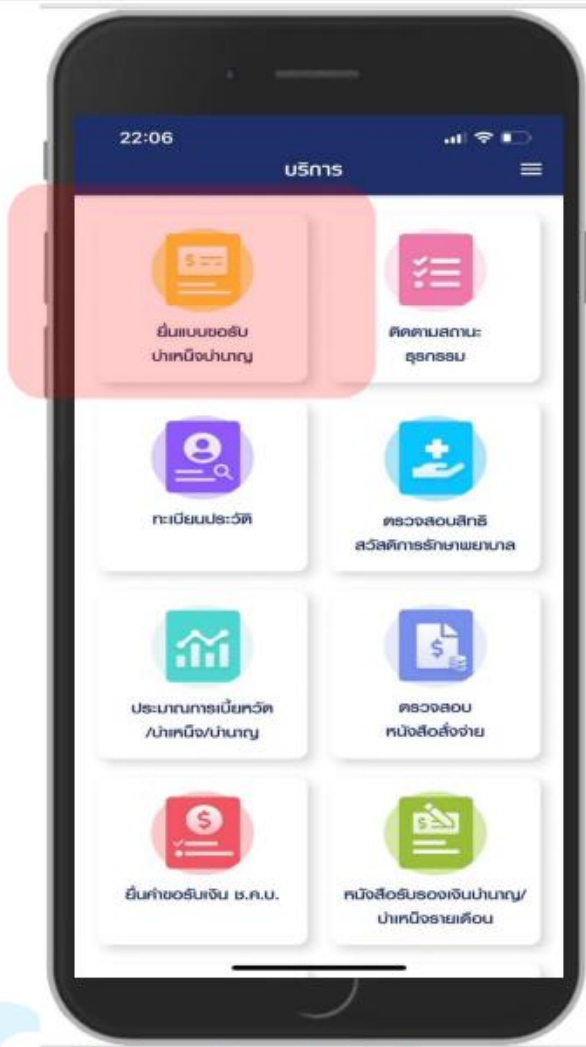 22:06
บริการ
ยื่นแบบขอรับ
บำเหน็จบำนาญ
ติดตามสถานะ
ธุรกรรม
ทะเบียนประวัติ
ตรวจสอบสิทธิ
สวัสดิการรักษาพยาบาล
ประมาณการเบี้ยหวัด
/บำเหน็จ/บำนาญ
ตรวจสอบ
หนังสือสั่งจ่าย
ยื่นคำขอรับเงิน ช.ค.บ.
หนังสือรับรองเงินบำนาญ/
บำเหน็จรายเดือน